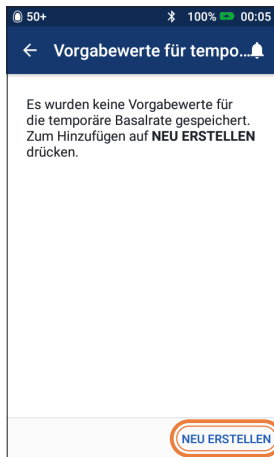 50+ 100% 00:05
Vorgabewerte für tempo...
Es wurden keine Vorgabewerte für
die temporäre Basalrate gespeichert.
Zum Hinzufügen auf NEU ERSTELLEN
drücken.
NEU ERSTELLEN